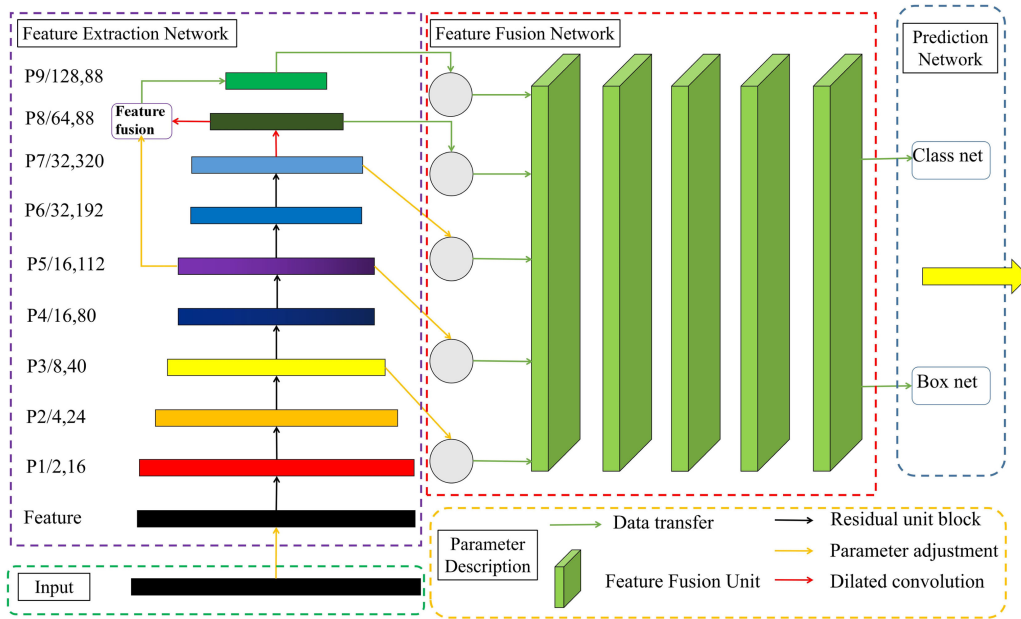 Feature Extraction Network
P9/128,88
Feature
fusion
P8/64,88
P7/32,320
P6/32,192
P5/16,112
P4/16,80
P3/8,40
P2/4,24
P1/2,16
Feature
Input
Feature Fusion Network
Prediction
Network
Class net
Box net
Parameter
Description
Data transfer
Feature Fusion Unit
Residual unit block
Parameter adjustment
Dilated convolution